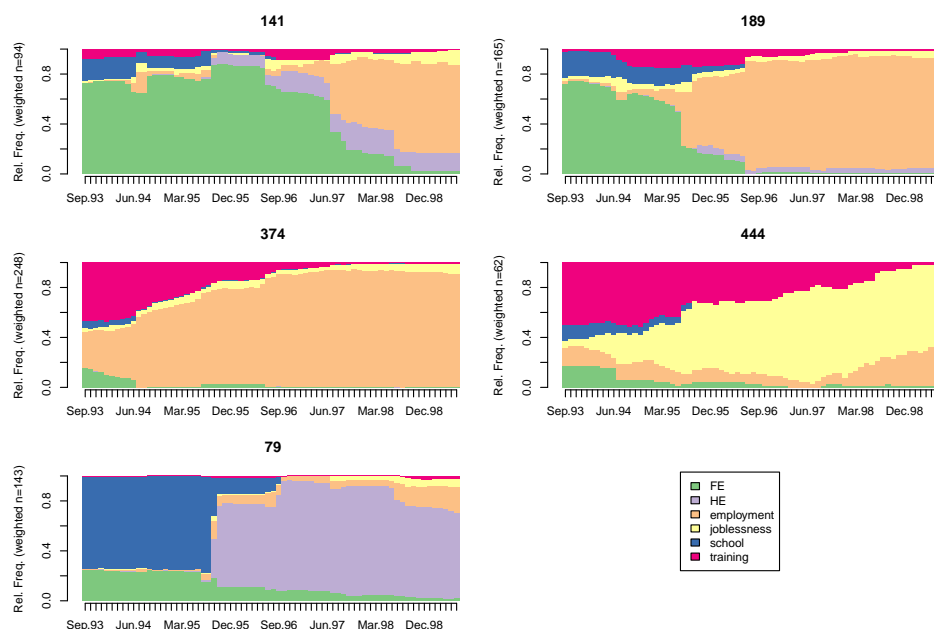 141
Rel. Freq. (weighted n=94)
0.0 0.4 0.8
Sep.93 Jun.94 Mar.95 Dec.95 Sep.96 Jun.97 Mar.98 Dec.98
189
Rel. Freq. (weighted n=165)
0.0 0.4 0.8
Sep.93 Jun.94 Mar.95 Dec.95 Sep.96 Jun.97 Mar.98 Dec.98
374
Rel. Freq. (weighted n=248)
0.0 0.4 0.8
Sep.93 Jun.94 Mar.95 Dec.95 Sep.96 Jun.97 Mar.98 Dec.98
444
Rel. Freq. (weighted n=62)
0.0 0.4 0.8
Sep.93 Jun.94 Mar.95 Dec.95 Sep.96 Jun.97 Mar.98 Dec.98
79
Rel. Freq. (weighted n=143)
0.0 0.4 0.8
Sep.93 Jun.94 Mar.95 Dec.95 Sep.96 Jun.97 Mar.98 Dec.98
FE
HE
employment
joblessness
school
training